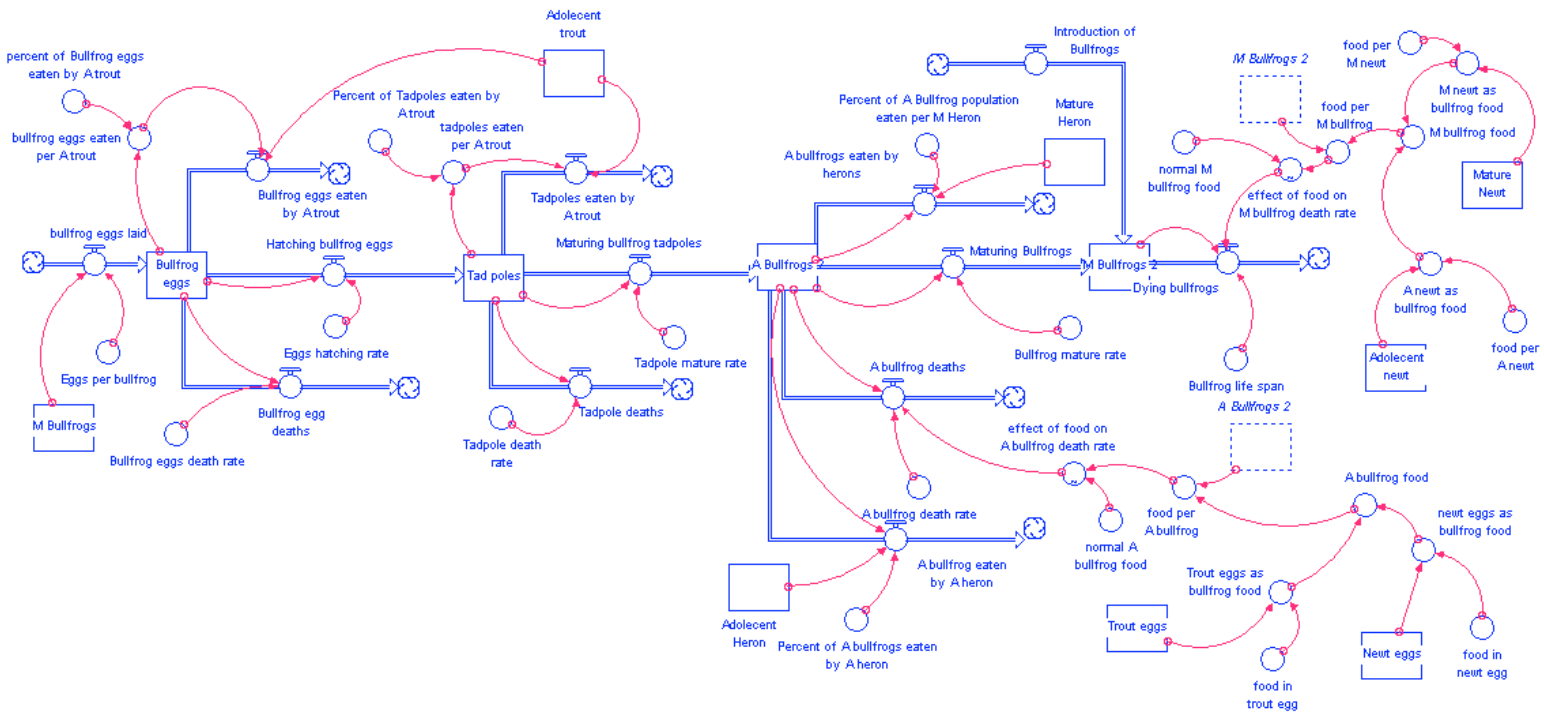 Adolecent
trout
percent of Bullfrog eggs
eaten by A trout
bullfrog eggs eaten
per A trout
Percent of Tadpoles eaten by
A trout
tadpoles eaten
per A trout
Bullfrog eggs eaten
by A trout
Tadpoles eaten by
A trout
bullfrog eggs laid
Bullfrog
eggs
Hatching bullfrog eggs
Tad poles
Maturing bullfrog tadpoles
Eggs per bullfrog
Eggs hatching rate
Tadpole mature rate
M Bullfrogs
Bullfrog egg
deaths
Bullfrog eggs death rate
Tadpole deaths
Tadpole death
rate
Introduction of
Bullfrogs
Percent of A Bullfrog population
eaten per M Heron
Mature
Heron
A bullfrogs eaten by
herons
A Bullfrogs 2
Maturing Bullfrogs
M Bullfrogs 2
Dying bullfrogs
Bullfrog mature rate
Bullfrog life span
A bullfrog deaths
A bullfrog death rate
effect of food on
A bullfrog death rate
normal A
bullfrog food
food per
A bullfrog
A Bullfrogs 2
A bullfrog food
newt eggs as
bullfrog food
Trout eggs as
bullfrog food
Trout eggs
food in
trout egg
Newt eggs
food in
newt egg
A bullfrog eaten
by A heron
Adolecent
Heron
Percent of A bullfrogs eaten
by A heron
M Bullfrogs 2
food per
M newt
M newt as
bullfrog food
food per
M bullfrog
M bullfrog food
normal M
bullfrog food
effect of food on
M bullfrog death rate
Mature
Newt
A newt as
bullfrog food
Adolecent
newt
food per
A newt